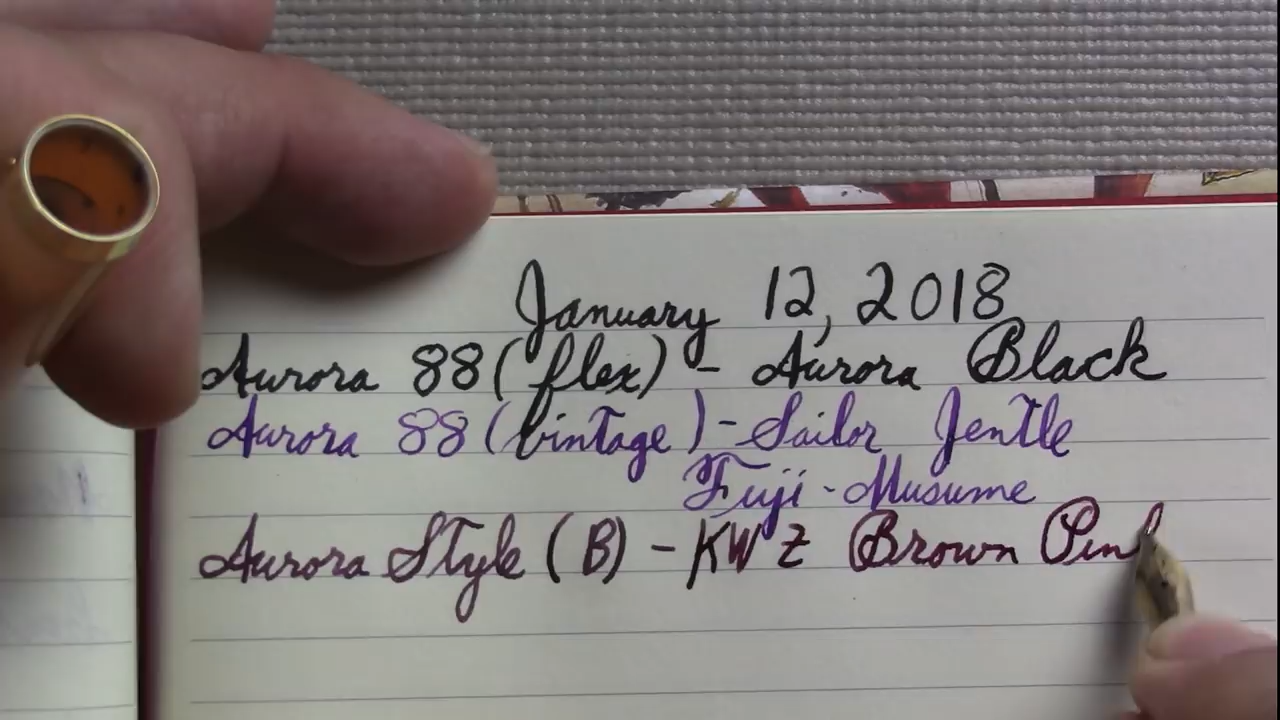 January 12, 2018
Aurora 88 (flex) - Aurora Black
Aurora 88 (vintage) - Sailor Jentle
Fuji-Musume
Aurora Style (B) - KWZ Brown Pin